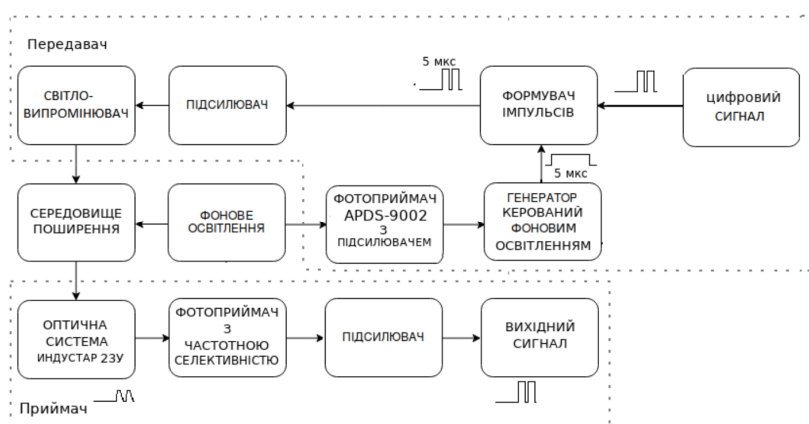 Передавач
5 мкс
СВІТЛО-
ВИПРОМІНЮВАЧ
ПІДСИЛЮВАЧ
ФОРМУВАЧ
ІМПУЛЬСІВ
ЦИФРОВИЙ
СИГНАЛ
5 мкс
СЕРЕДОВИЩЕ
ПОШИРЕННЯ
ФОНОВЕ
ОСВІТЛЕННЯ
ФОТОПРИЙМАЧ
APDS-9002
З
ПІДСИЛЮВАЧЕМ
ГЕНЕРАТОР
КЕРОВАНИЙ
ФОНОВИМ
ОСВІТЛЕННЯМ
ОПТИЧНА
СИСТЕМА
ИНДУСТАР 23У
ФОТОПРИЙМАЧ
З
ЧАСТОТНОЮ
СЕЛЕКТИВНІСТЮ
ПІДСИЛЮВАЧ
ВИХІДНИЙ
СИГНАЛ
Приймач